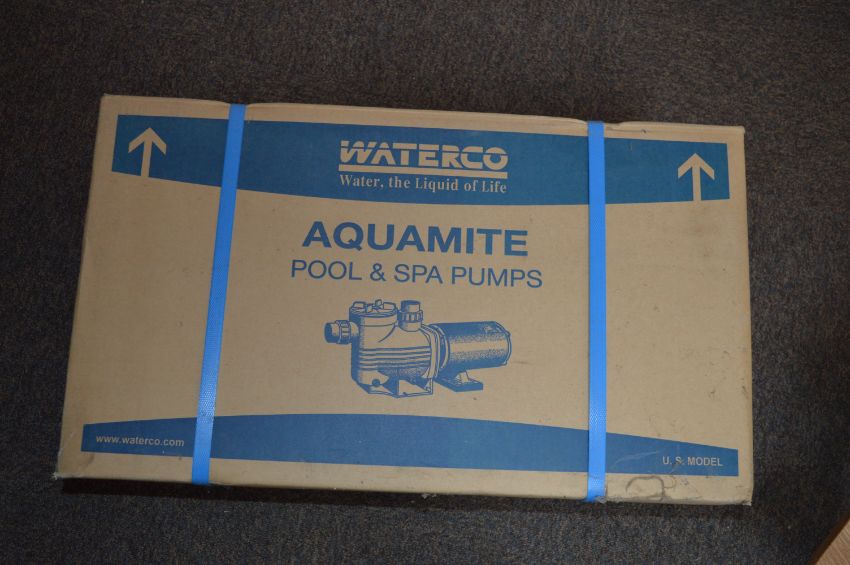 WATERCO
Water, the Liquid of Life
AQUAMITE
POOL & SPA PUMPS
www.waterco.com
U. S. MODEL